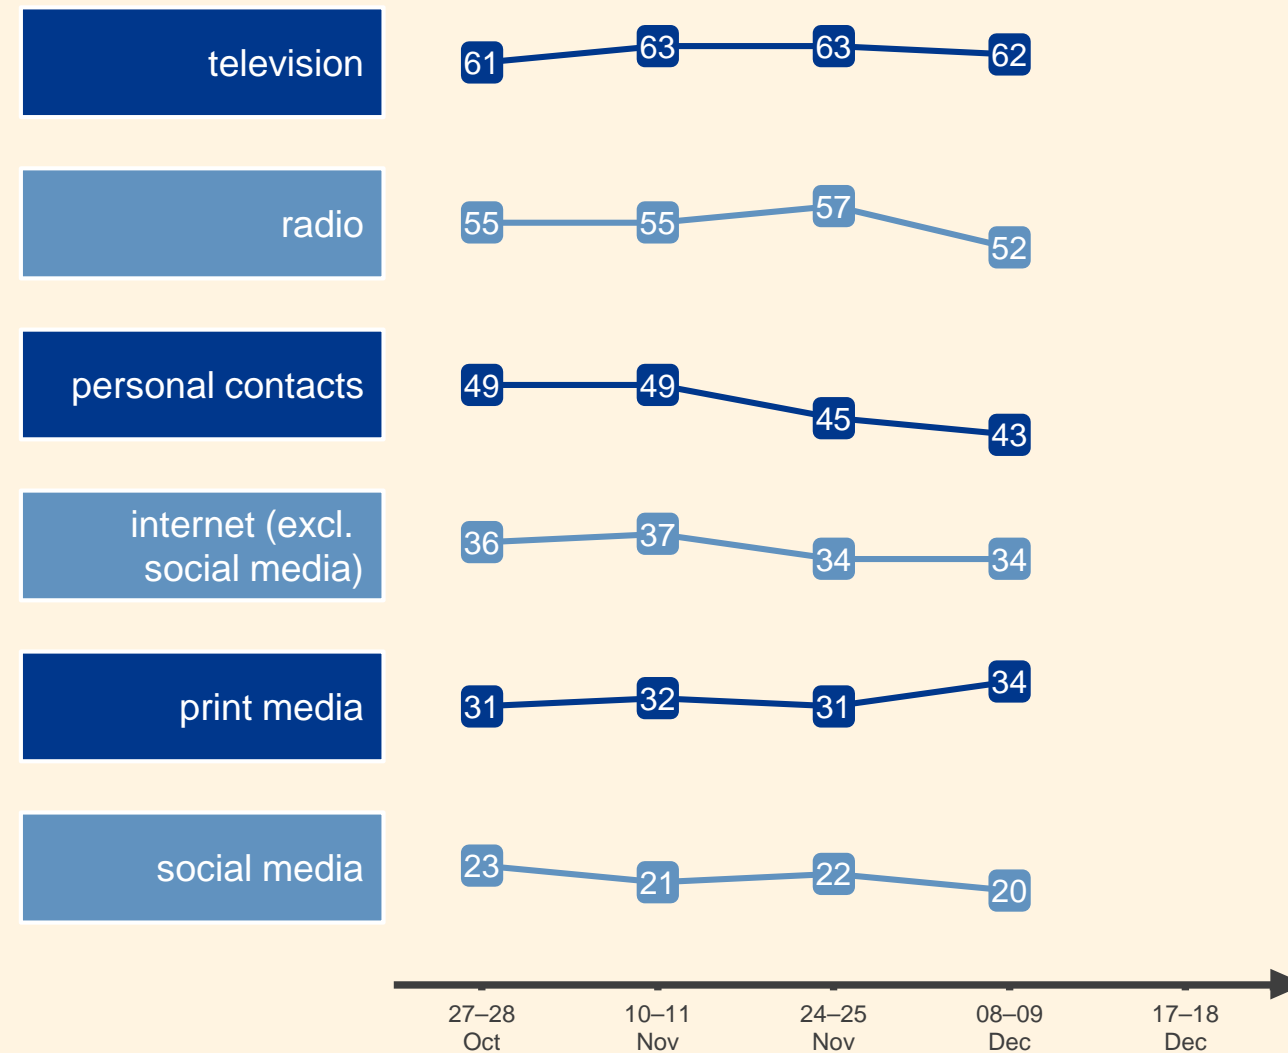 television
61 63 63 62
radio
55 55 57 52
personal contacts
49 49 45 43
internet (excl.
social media)
36 37 34 34
print media
31 32 31 34
social media
23 21 22 20
27–28 10–11 24–25 08–09 17–18
Oct Nov Nov Dec Dec